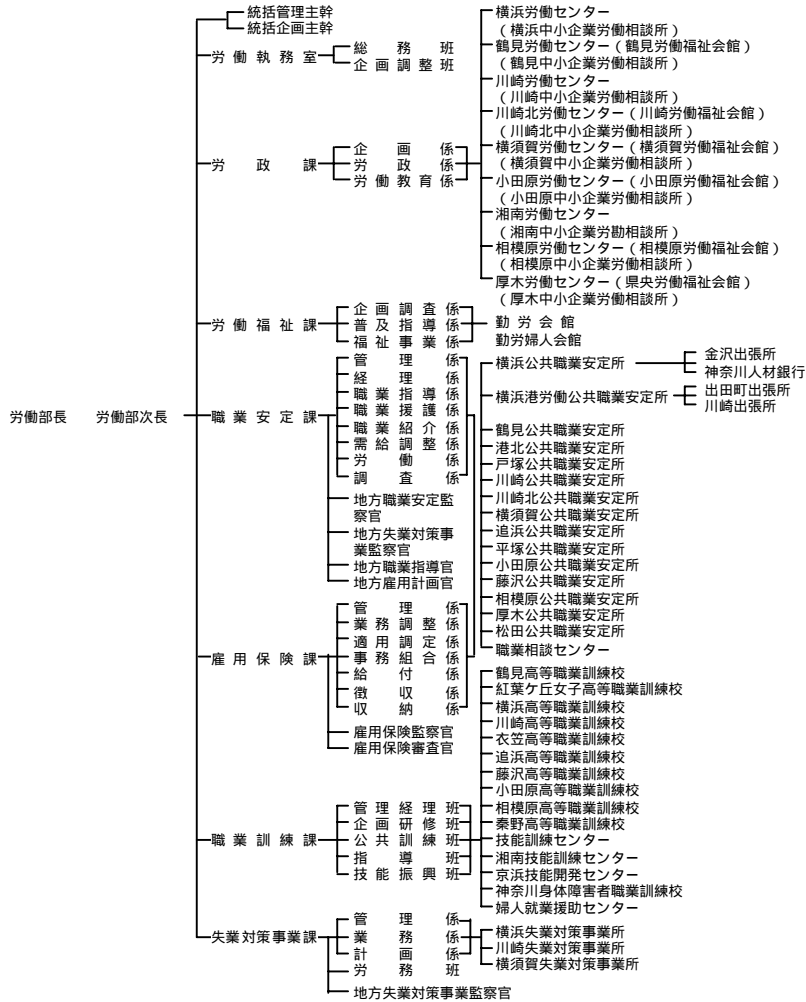 労働部長
労働部次長
統括管理主幹
統括企画主幹
労働執務室
総務班
企画調整班
労政課
企画係
労政係
労働教育係
横浜労働センター
(横浜中小企業労働相談所)
鶴見労働センター(鶴見労働福祉会館)
(鶴見中小企業労働相談所)
川崎労働センター
(川崎中小企業労働相談所)
川崎北労働センター(川崎労働福祉会館)
(川崎北中小企業労働相談所)
横須賀労働センター(横須賀労働福祉会館)
(横須賀中小企業労働相談所)
小田原労働センター(小田原労働福祉会館)
(小田原中小企業労働相談所)
湘南労働センター
(湘南中小企業労勘相談所)
相模原労働センター(相模原労働福祉会館)
(相模原中小企業労働相談所)
厚木労働センター(県央労働福祉会館)
(厚木中小企業労働相談所)
労働福祉課
企画調査係
普及指導係
福祉事業係
勤労会館
勤労婦人会館
職業安定課
管理係
経理係
職業指導係
職業援護係
職業紹介係
需給調整係
労働係
調査係
地方職業安定監
察官
地方失業対策事
業監察官
地方職業指導官
地方雇用計画官
雇用保険課
管理係
業務調整係
適用調定係
事務組合係
給付係
徴収係
収納係
雇用保険監察官
雇用保険審査官
横浜公共職業安定所
金沢出張所
神奈川人材銀行
横浜港労働公共職業安定所
出田町出張所
川崎出張所
鶴見公共職業安定所
港北公共職業安定所
戸塚公共職業安定所
川崎公共職業安定所
川崎北公共職業安定所
横須賀公共職業安定所
追浜公共職業安定所
平塚公共職業安定所
小田原公共職業安定所
藤沢公共職業安定所
相模原公共職業安定所
厚木公共職業安定所
松田公共職業安定所
職業相談センター
職業訓練課
管理経理班
企画研修班
公共訓練班
指導班
技能振興班
鶴見高等職業訓練校
紅葉ケ丘女子高等職業訓練校
横浜高等職業訓練校
川崎高等職業訓練校
衣笠高等職業訓練校
追浜高等職業訓練校
藤沢高等職業訓練校
小田原高等職業訓練校
相模原高等職業訓練校
秦野高等職業訓練校
技能訓練センター
湘南技能訓練センター
京浜技能開発センター
神奈川身体障害者職業訓練校
婦人就業援助センター
失業対策事業課
管理係
業務係
計画係
労務班
地方失業対策事業監察官
横浜失業対策事業所
川崎失業対策事業所
横須賀失業対策事業所